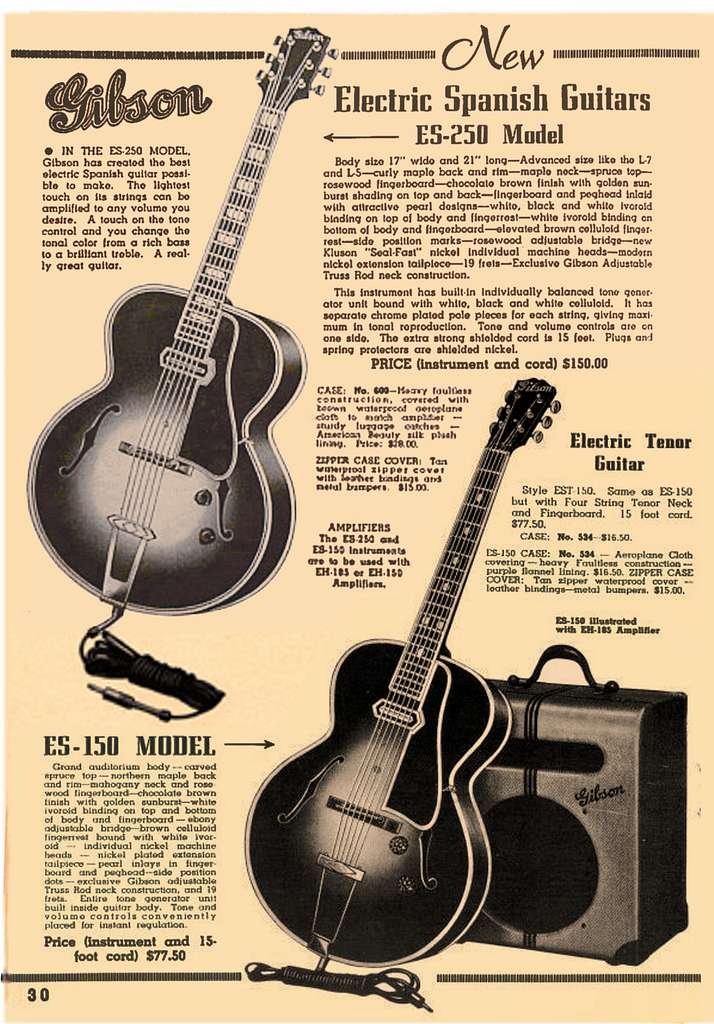 New
Gibson
Gibson
Electric Spanish Guitars
ES-250 Model
● IN THE ES-250 MODEL,
Gibson has created the best
electric Spanish guitar possi-
ble to make. The lightest
touch on its strings can be
amplified to any volume you
desire. A touch on the tone
control and you change the
tonal color from a rich bass
to a brilliant treble. A real-
ly great guitar.
Body size 17" wide and 21" long—Advanced size like the L-7
and L-5—curly maple back and rim—maple neck—spruce top—
rosewood fingerboard—chocolate brown finish with golden sun-
burst shading on top and back—fingerboard and peghead inlaid
with attractive pearl designs—white, black and white ivoroid
binding on top of body and fingerrest—white ivoroid binding on
bottom of body and fingerboard—elevated brown celluloid finger-
rest—side position marks—rosewood adjustable bridge—new
Kluson "Seal-Fast" nickel individual machine heads—modern
nickel extension tailpiece—19 frets—Exclusive Gibson Adjustable
Truss Rod neck construction.
This instrument has built-in individually balanced tone gener-
ator unit bound with white, black and white celluloid. It has
separate chrome plated pole pieces for each string, giving maxi-
mum in tonal reproduction. Tone and volume controls are on
one side. The extra strong shielded cord is 15 feet. Plugs and
spring protectors are shielded nickel.
PRICE (instrument and cord) $150.00
CASE: No. 600—Heavy faultless
construction, covered with
brown waterproof aeroplane
cloth to match amplifier —
sturdy luggage catches —
American Beauty silk plush
lining. Price: $28.00.
ZIPPER CASE COVER: Tan
waterproof zipper cover
with leather bindings and
metal bumpers. $15.00.
AMPLIFIERS
The ES-250 and
ES-150 instruments
are to be used with
EH-185 or EH-150
Amplifiers.
Gibson
Electric Tenor
Guitar
Style EST-150. Same as ES-150
but with Four String Tenor Neck
and Fingerboard. 15 foot cord.
$77.50.
CASE: No. 534—$16.50.
ES-150 CASE: No. 534 — Aeroplane Cloth
covering — heavy Faultless construction—
purple flannel lining. $16.50. ZIPPER CASE
COVER: Tan zipper waterproof cover —
leather bindings—metal bumpers. $15.00.
ES-150 illustrated
with EH-185 Amplifier
Gibson
ES-150 MODEL
Grand auditorium body — carved
spruce top — northern maple back
and rim—mahogany neck and rose-
wood fingerboard—chocolate brown
finish with golden sunburst—white
ivoroid binding on top and bottom
of body and fingerboard — ebony
adjustable bridge—brown celluloid
fingerrest bound with white ivor-
oid — individual nickel machine
heads — nickel plated extension
tailpiece — pearl inlays in finger-
board and peghead—side position
dots — exclusive Gibson adjustable
Truss Rod neck construction, and 19
frets. Entire tone generator unit
built inside guitar body. Tone and
volume controls conveniently
placed for instant regulation.
Price (instrument and 15-
foot cord) $77.50
30